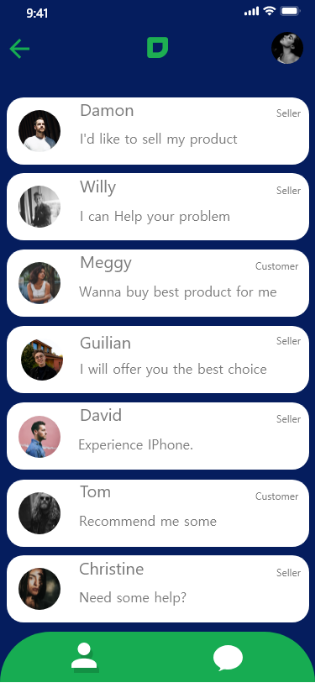 9:41
Damon
Seller
I'd like to sell my product
Willy
Seller
I can Help your problem
Meggy
Customer
Wanna buy best product for me
Guilian
Seller
I will offer you the best choice
David
Seller
Experience IPhone.
Tom
Customer
Recommend me some
Christine
Seller
Need some help?